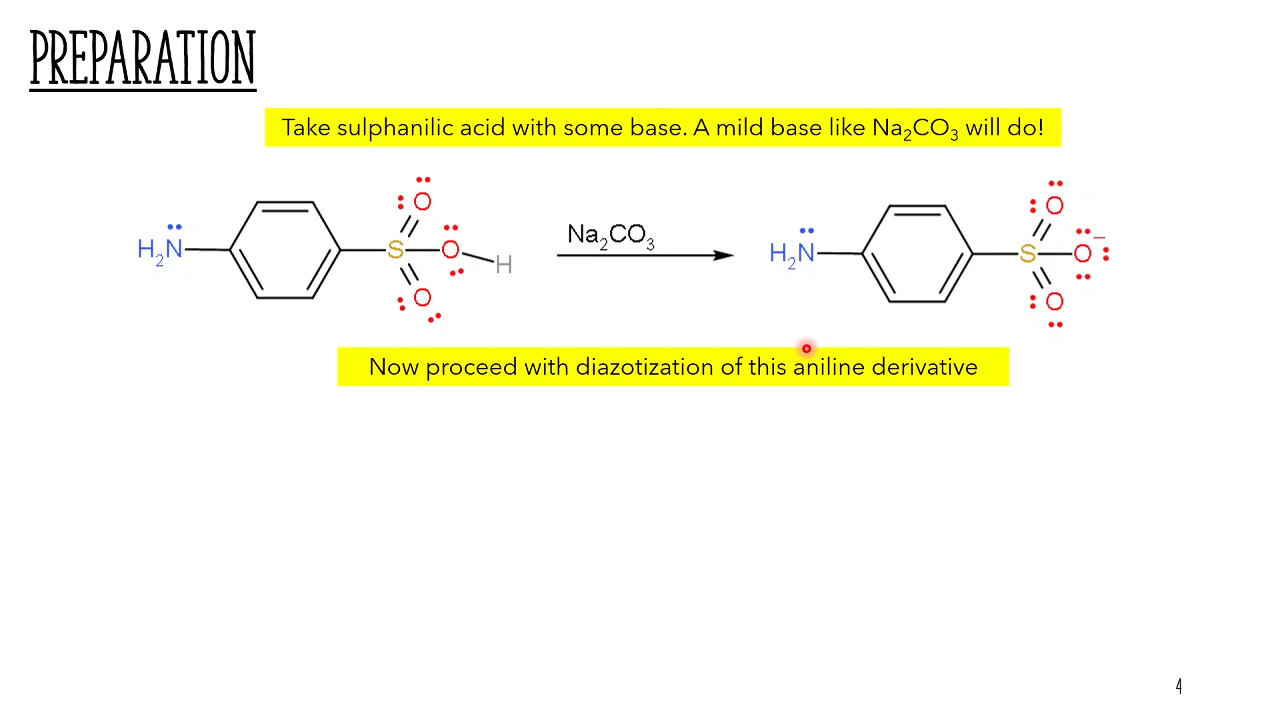 PREPARATION
Take sulphanilic acid with some base. A mild base like Na₂CO₃ will do!
H₂N S O O O H
Na₂CO₃
H₂N S O O O⁻
Now proceed with diazotization of this aniline derivative
4